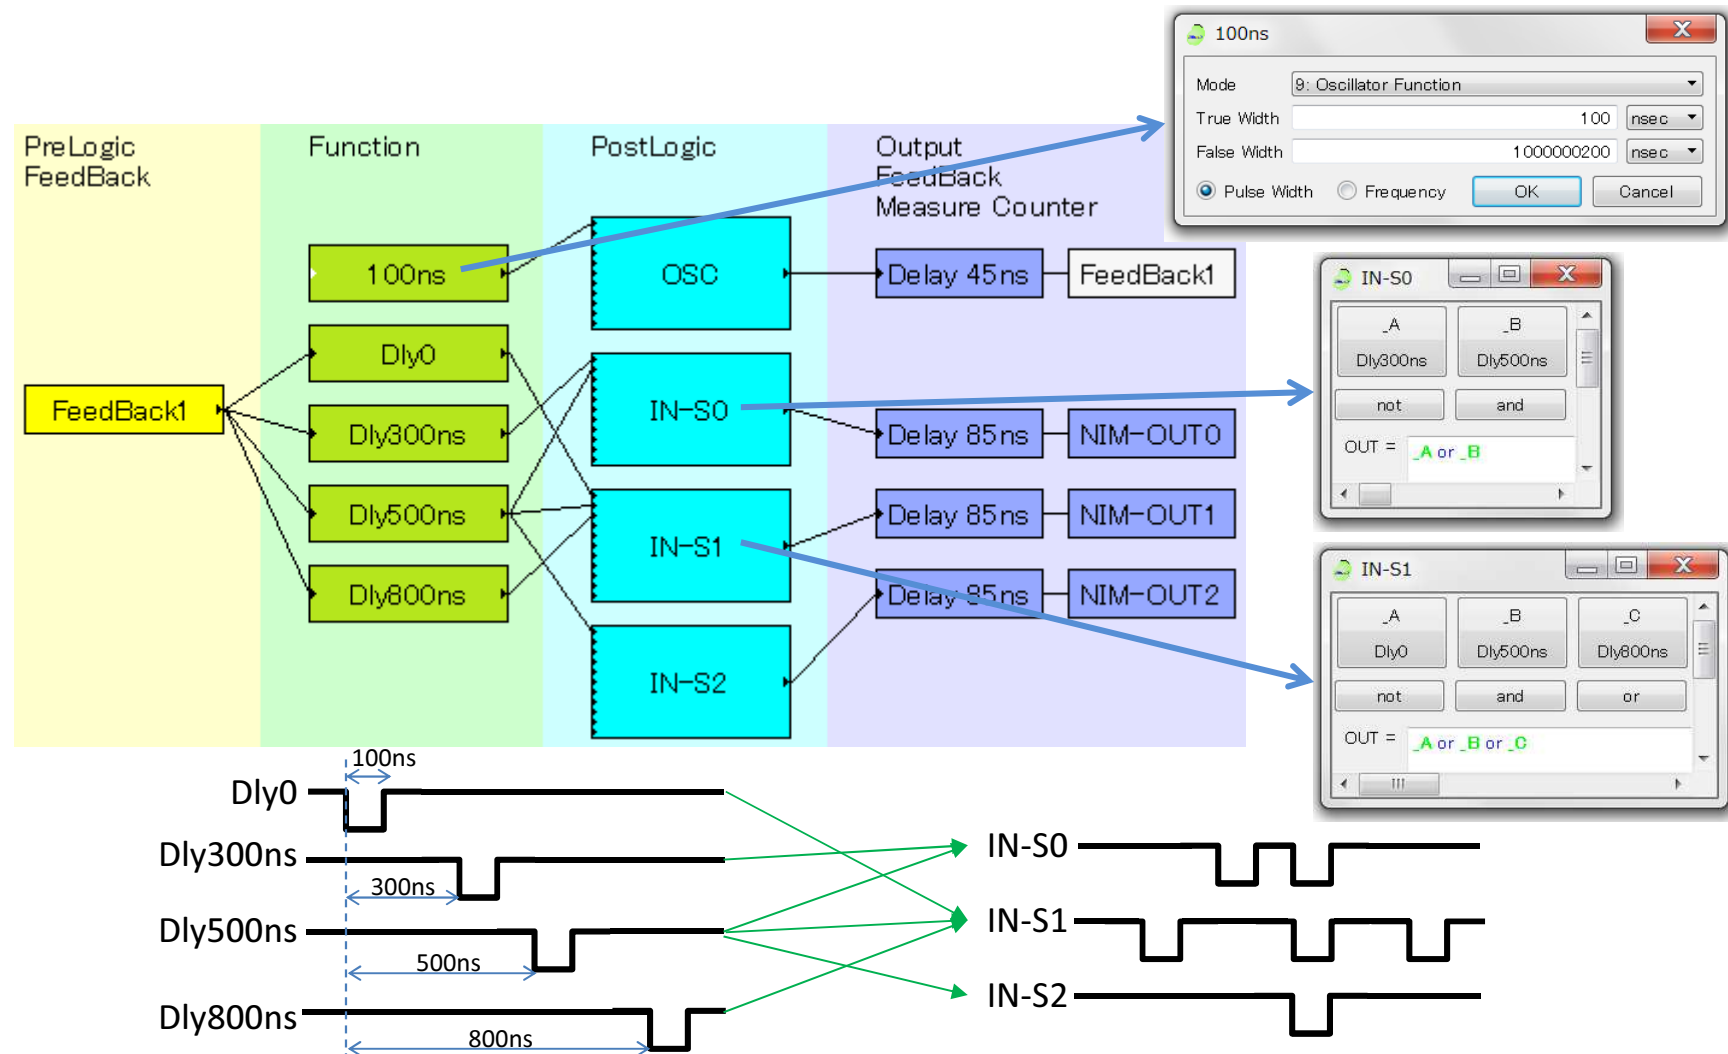 PreLogic
FeedBack
Function
PostLogic
Output
FeedBack
Measure Counter
FeedBack1
100ns
Dly0
Dly300ns
Dly500ns
Dly800ns
OSC
IN-S0
IN-S1
IN-S2
Delay 45ns
FeedBack1
Delay 85ns
NIM-OUT0
Delay 85ns
NIM-OUT1
Delay 85ns
NIM-OUT2
100ns
X
Mode
9: Oscillator Function
True Width
100
nsec
False Width
1000000200
nsec
Pulse Width
Frequency
OK
Cancel
IN-S0
X
_A
_B
Dly300ns
Dly500ns
not
and
OUT =
_A or _B
IN-S1
X
_A
_B
_C
Dly0
Dly500ns
Dly800ns
not
and
or
OUT =
_A or _B or _C
100ns
Dly0
Dly300ns
300ns
Dly500ns
500ns
Dly800ns
800ns
IN-S0
IN-S1
IN-S2